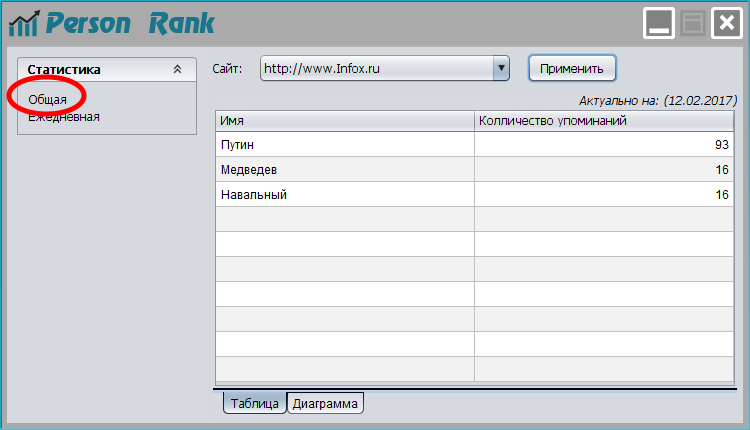 Person Rank
Статистика
Общая
Ежедневная
Сайт: http://www.Infox.ru Применить
Актуально на: (12.02.2017)
Имя Колличество упоминаний
Путин 93
Медведев 16
Навальный 16
Таблица Диаграмма